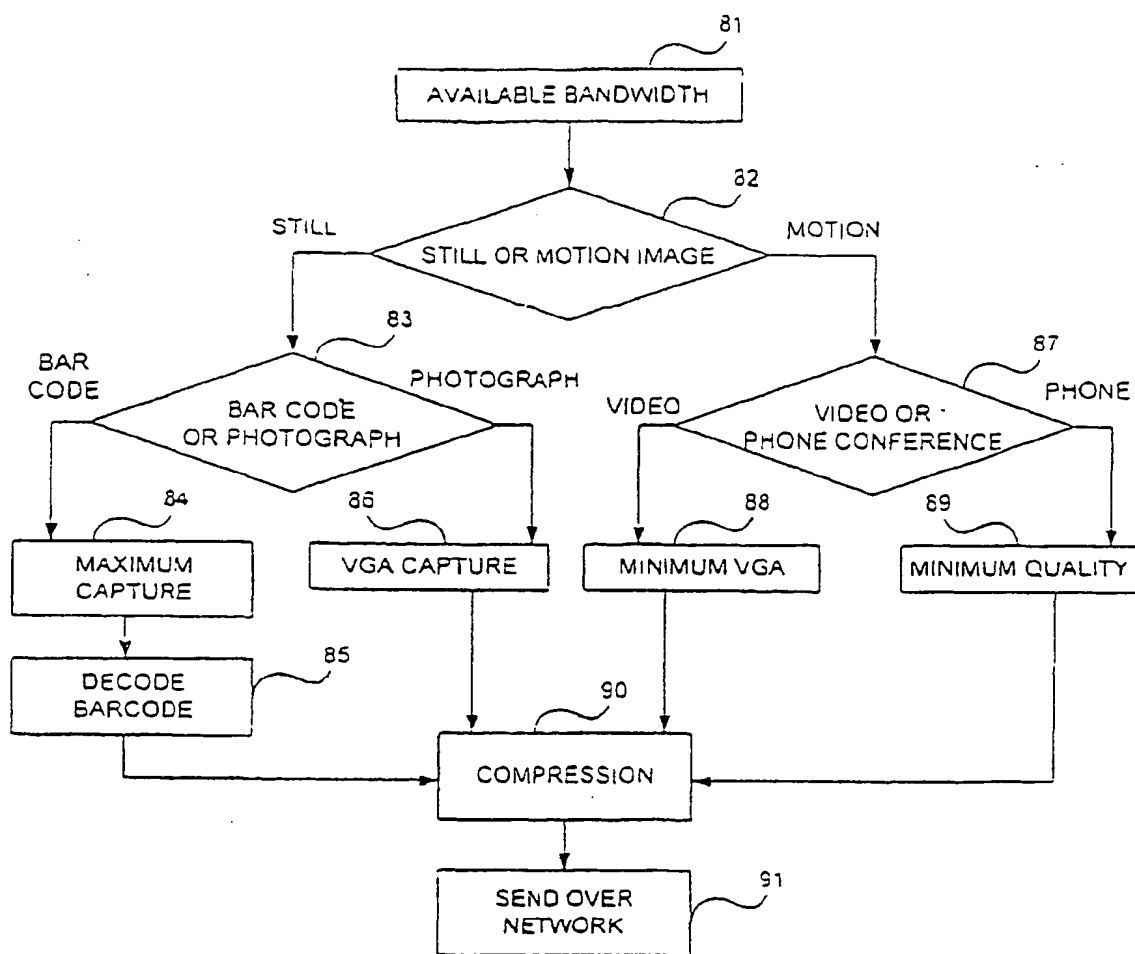 81
AVAILABLE BANDWIDTH
82
STILL
MOTION
STILL OR MOTION IMAGE
83
87
BAR
CODE
PHOTOGRAPH
VIDEO
PHONE
BAR CODE
OR PHOTOGRAPH
VIDEO OR
PHONE CONFERENCE
84
86
88
89
MAXIMUM
CAPTURE
VGA CAPTURE
MINIMUM VGA
MINIMUM QUALITY
85
DECODE
BARCODE
90
COMPRESSION
91
SEND OVER
NETWORK